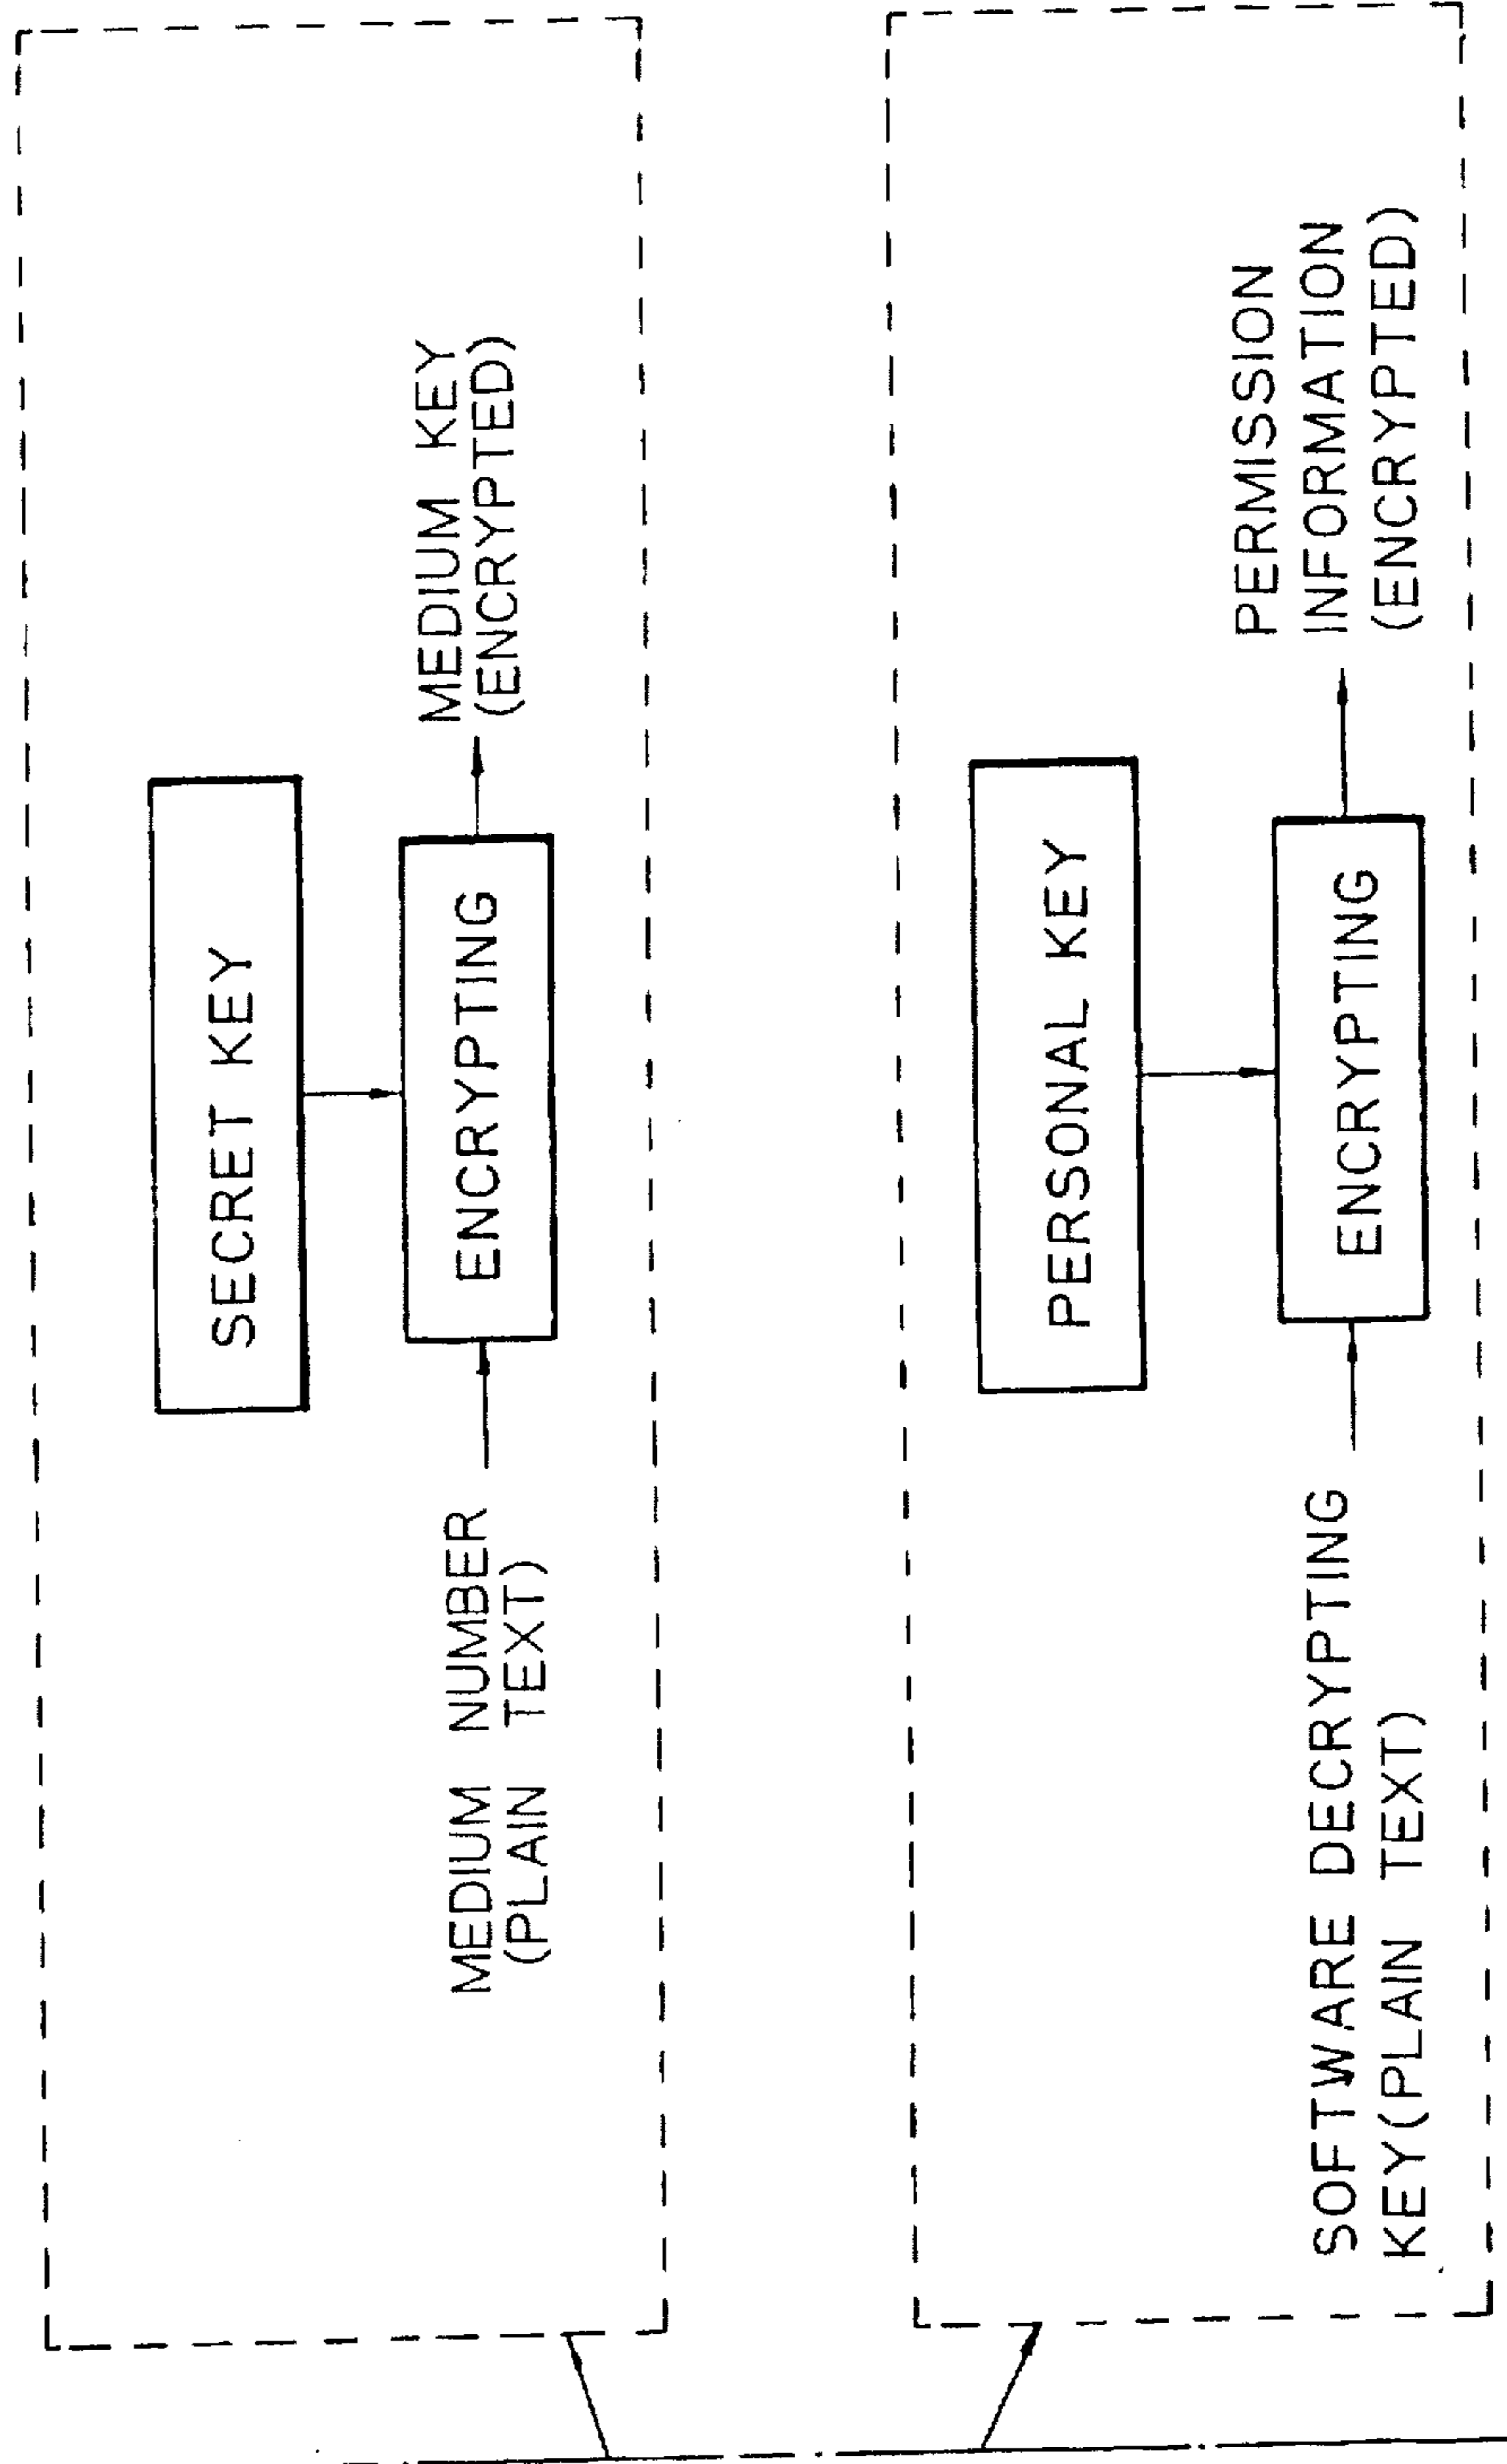 SECRET KEY
MEDIUM NUMBER
(PLAIN TEXT)
ENCRYPTING
MEDIUM KEY
(ENCRYPTED)
PERSONAL KEY
SOFTWARE DECRYPTING
KEY(PLAIN TEXT)
ENCRYPTING
PERMISSION
INFORMATION
(ENCRYPTED)